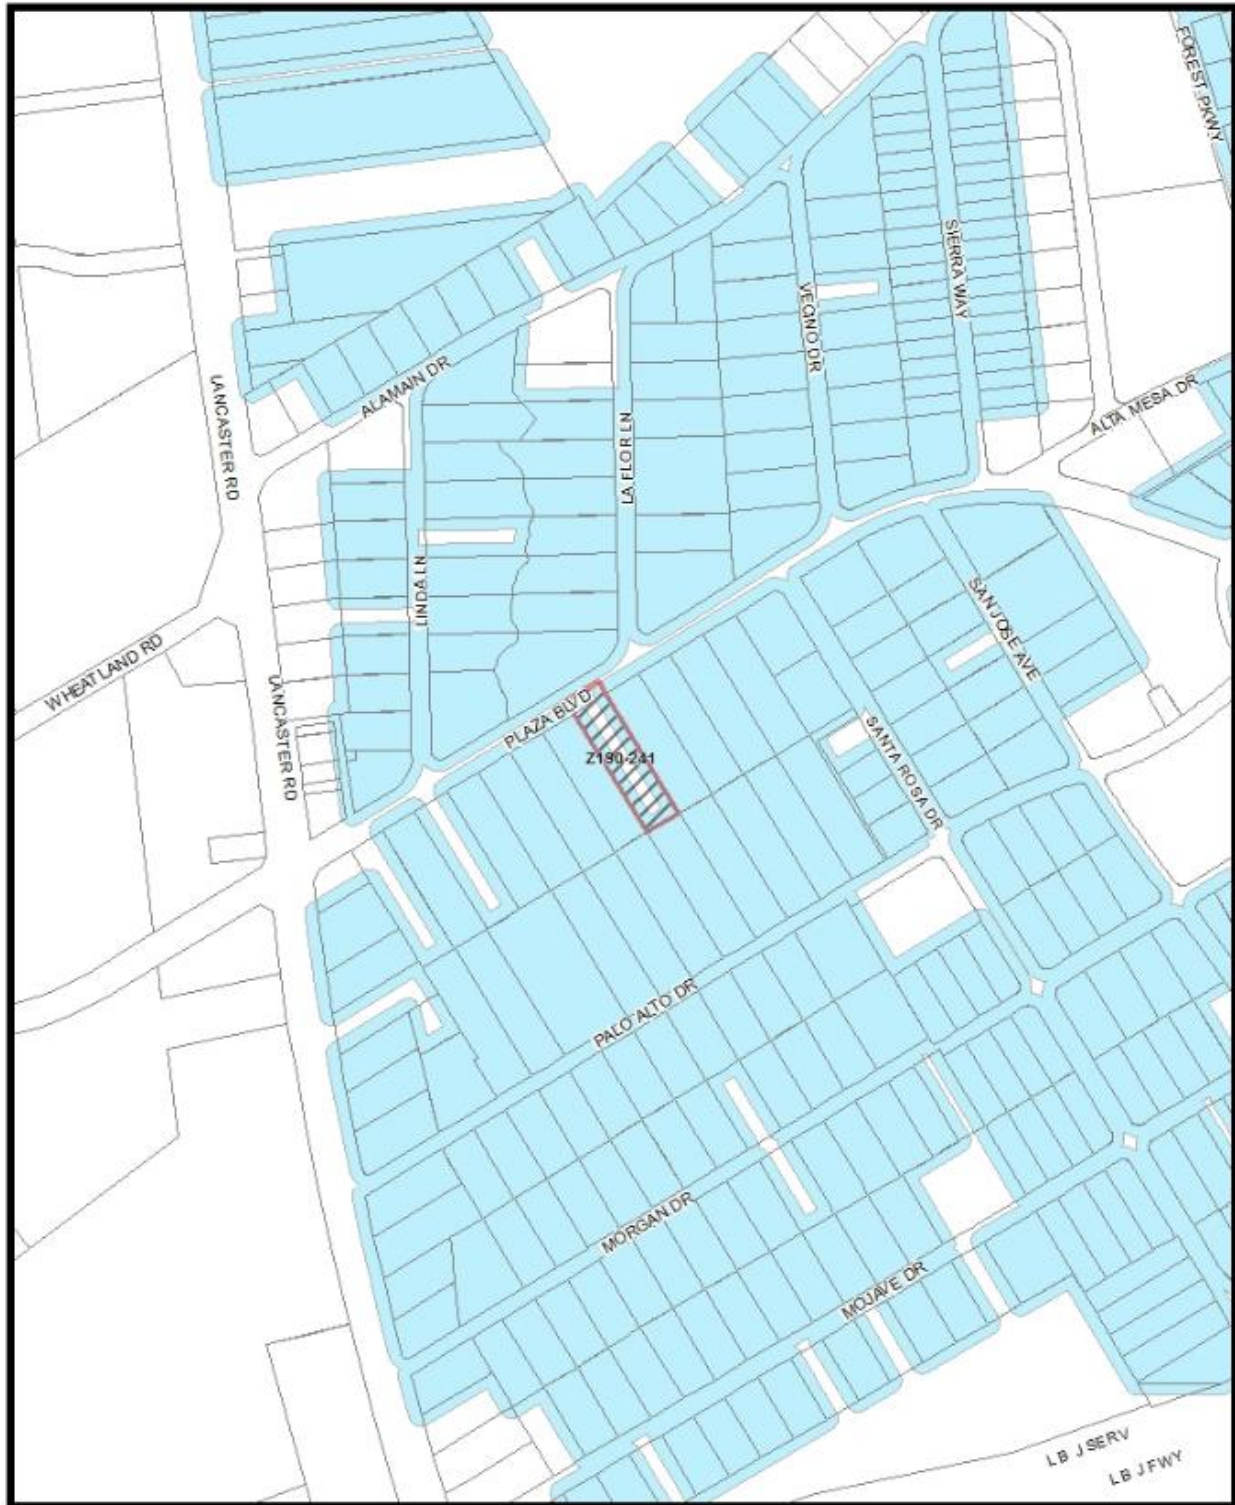 FOREST PKWY
SIERRA WAY
VECINO DR
ALAMAIN DR
LANCASTER RD
ALTA MESA DR
LA FLOR LN
LINDA LN
SAN JOSE AVE
W HEATLAND RD
LANCASTER RD
PLAZA BLVD
SANTA ROSA DR
Z190-241
PALO ALTO DR
MORGAN DR
MOJAVE DR
LB J SERV
LB J FWY